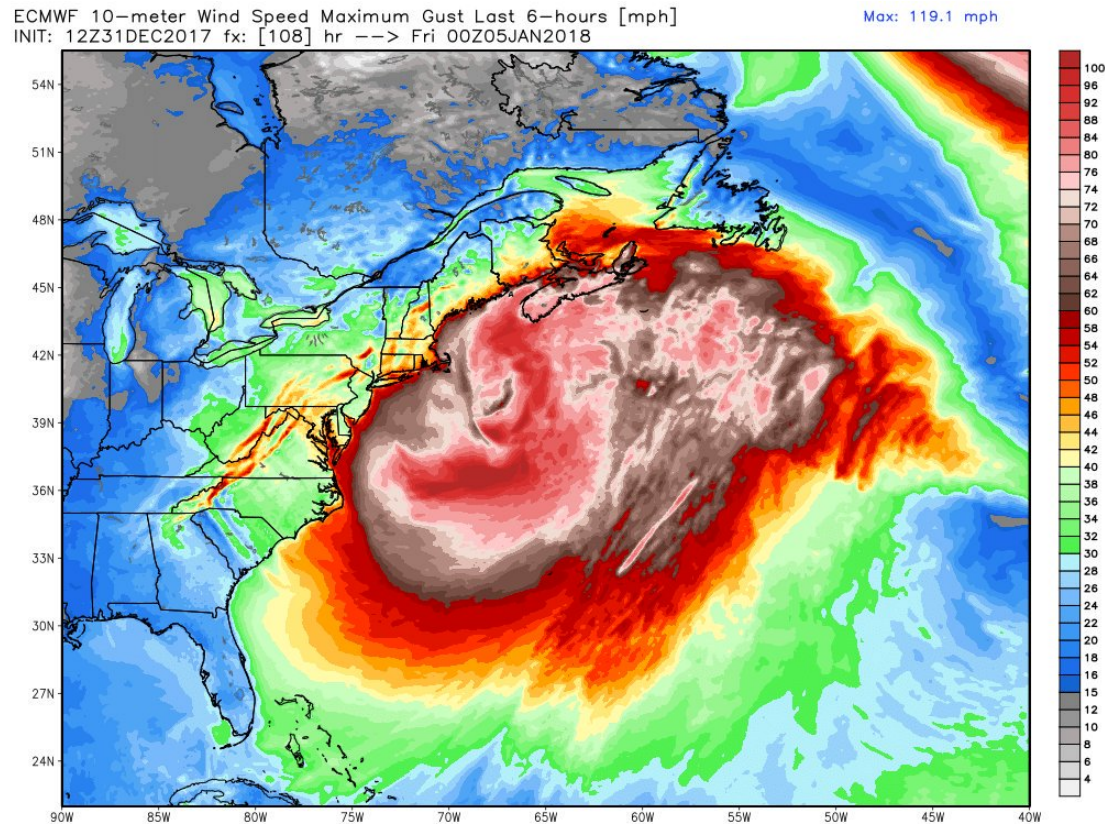 ECMWF 10-meter Wind Speed Maximum Gust Last 6-hours [mph]
Max: 119.1 mph
INIT: 12Z31DEC2017 fx: [108] hr --> Fri 00Z05JAN2018
54N
51N
48N
45N
42N
39N
36N
33N
30N
27N
24N
90W 85W 80W 75W 70W 65W 60W 55W 50W 45W 40W
100
96
92
88
84
80
76
72
70
68
66
64
62
60
58
56
54
52
50
48
46
44
42
40
38
36
34
32
30
28
26
24
22
20
18
16
14
12
10
8
6
4